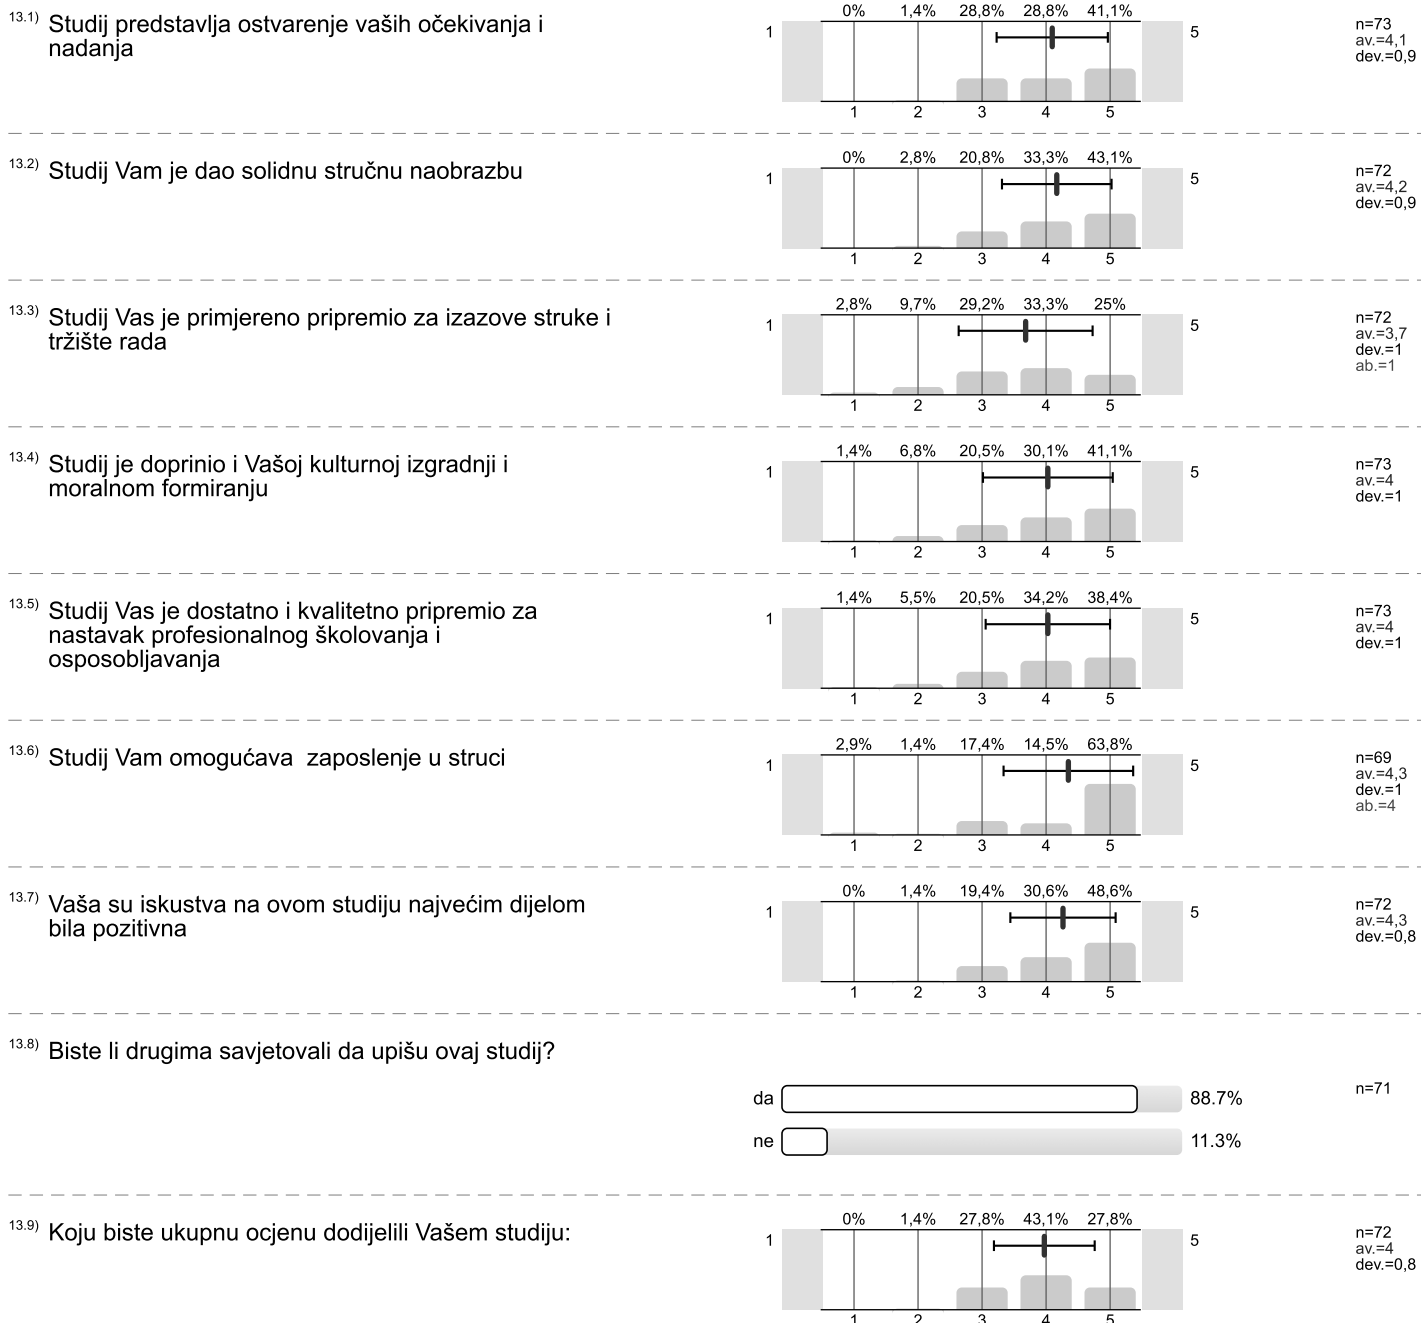 13.1) Studij predstavlja ostvarenje vaših očekivanja i
nadanja
0% 1,4% 28,8% 28,8% 41,1%
1 5
1 2 3 4 5
n=73
av.=4,1
dev.=0,9
13.2) Studij Vam je dao solidnu stručnu naobrazbu
0% 2,8% 20,8% 33,3% 43,1%
1 5
1 2 3 4 5
n=72
av.=4,2
dev.=0,9
13.3) Studij Vas je primjereno pripremio za izazove struke i
tržište rada
2,8% 9,7% 29,2% 33,3% 25%
1 5
1 2 3 4 5
n=72
av.=3,7
dev.=1
ab.=1
13.4) Studij je doprinio i Vašoj kulturnoj izgradnji i
moralnom formiranju
1,4% 6,8% 20,5% 30,1% 41,1%
1 5
1 2 3 4 5
n=73
av.=4
dev.=1
13.5) Studij Vas je dostatno i kvalitetno pripremio za
nastavak profesionalnog školovanja i
osposobljavanja
1,4% 5,5% 20,5% 34,2% 38,4%
1 5
1 2 3 4 5
n=73
av.=4
dev.=1
13.6) Studij Vam omogućava  zaposlenje u struci
2,9% 1,4% 17,4% 14,5% 63,8%
1 5
1 2 3 4 5
n=69
av.=4,3
dev.=1
ab.=4
13.7) Vaša su iskustva na ovom studiju najvećim dijelom
bila pozitivna
0% 1,4% 19,4% 30,6% 48,6%
1 5
1 2 3 4 5
n=72
av.=4,3
dev.=0,8
13.8) Biste li drugima savjetovali da upišu ovaj studij?
da 88.7%
n=71
ne 11.3%
13.9) Koju biste ukupnu ocjenu dodijelili Vašem studiju:
0% 1,4% 27,8% 43,1% 27,8%
1 5
1 2 3 4 5
n=72
av.=4
dev.=0,8